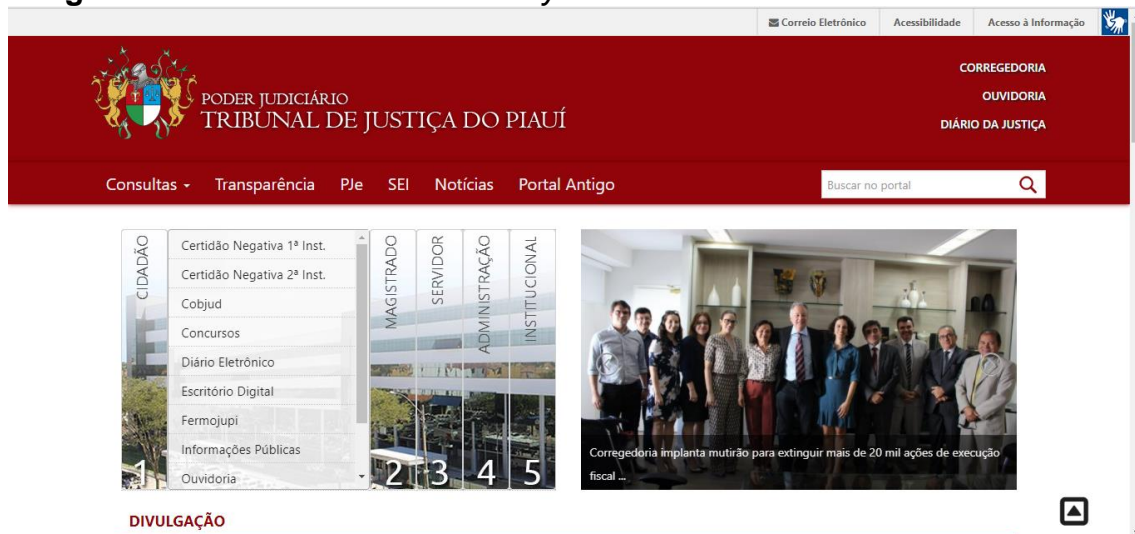 Correio Eletrônico Acessibilidade Acesso à Informação
PODER JUDICIÁRIO
TRIBUNAL DE JUSTIÇA DO PIAUÍ
CORREGEDORIA
OUVIDORIA
DIÁRIO DA JUSTIÇA
Consultas Transparência PJe SEI Notícias Portal Antigo
Buscar no portal
CIDADÃO
1
Certidão Negativa 1ª Inst.
Certidão Negativa 2ª Inst.
Cobjud
Concursos
Diário Eletrônico
Escritório Digital
Fermojupi
Informações Públicas
Ouvidoria
MAGISTRADO
2
SERVIDOR
3
ADMINISTRAÇÃO
4
INSTITUCIONAL
5
Corregedoria implanta mutirão para extinguir mais de 20 mil ações de execução
fiscal ...
DIVULGAÇÃO